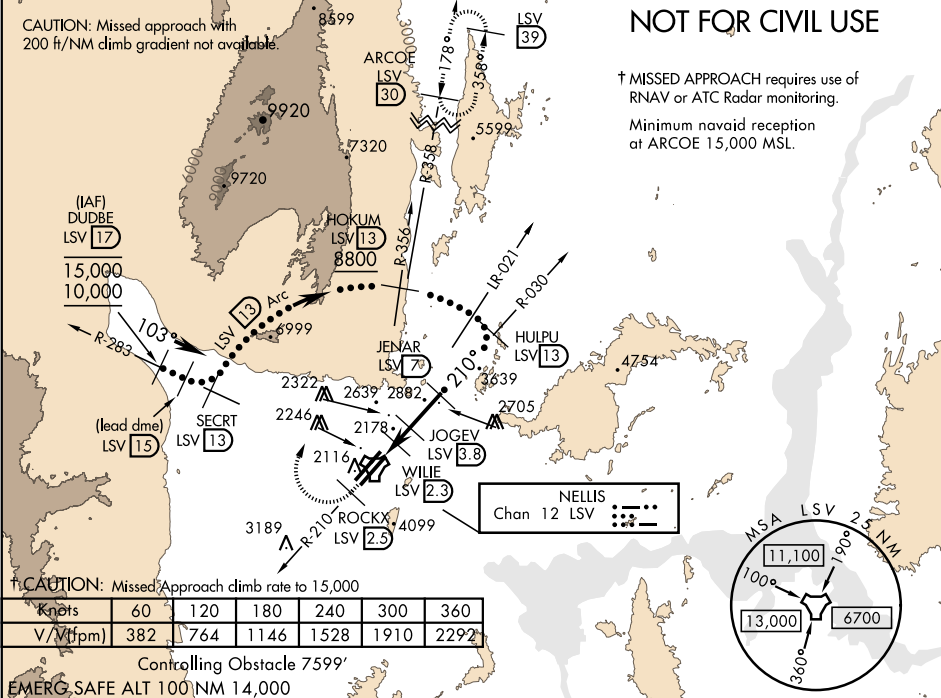 CAUTION: Missed approach with
200 ft/NM climb gradient not available.
NOT FOR CIVIL USE
† MISSED APPROACH requires use of
RNAV or ATC Radar monitoring.
Minimum navaid reception
at ARCOE 15,000 MSL.
8599
3000
LSV
39
178°
358°
ARCOE
LSV
30
9920
5599
7320
R-358
6000
9000
9720
(IAF)
DUDBE
LSV 17
15,000
10,000
HOKUM
LSV 13
8800
R-356
LR-021
R-030
103°
LSV 13 Arc
6999
R-283
JENAR
LSV 7
210°
HULPU
LSV 13
4754
3639
2322
2639
2882
2705
2246
2178
SECRT
LSV 13
(lead dme)
LSV 15
JOGEV
LSV 3.8
2116
WILIE
LSV 2.3
NELLIS
Chan 12 LSV
3189
R-210
ROCKX
LSV 2.5
4099
MSA LSV 25 NM
11,100
190°
100°
13,000
6700
360°
† CAUTION: Missed Approach climb rate to 15,000
Knots 60 120 180 240 300 360
V/V(fpm) 382 764 1146 1528 1910 2292
Controlling Obstacle 7599'
EMERG SAFE ALT 100 NM 14,000